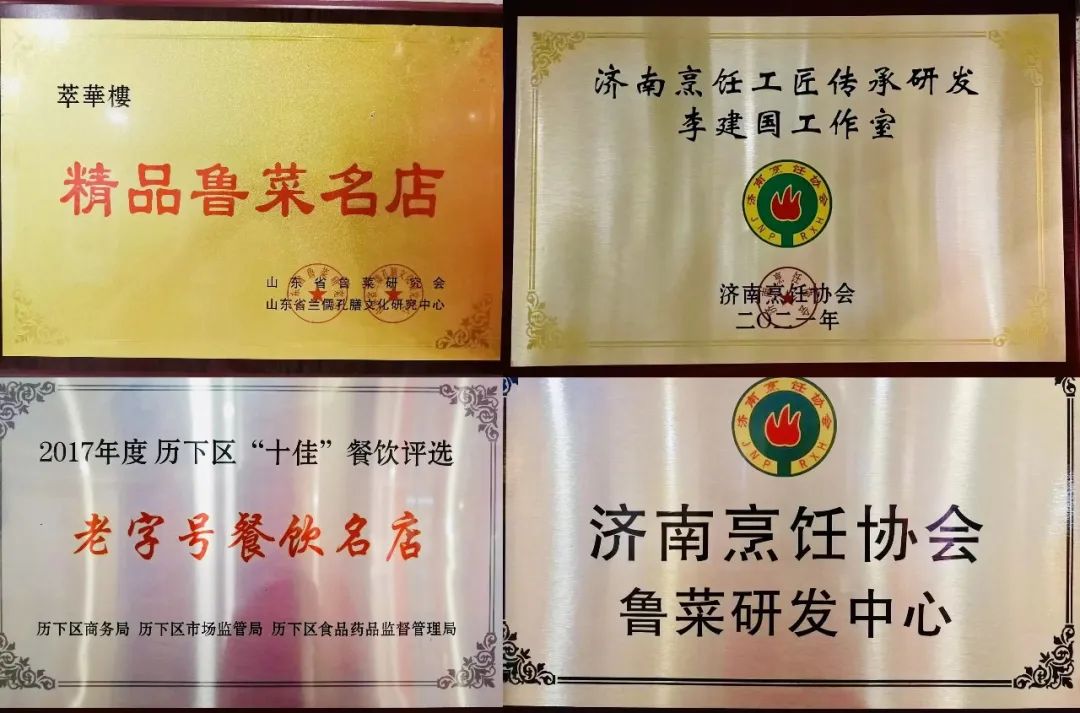 萃華樓
精品鲁菜名店
山东省鲁菜研究会
山东省兰儒孔膳文化研究中心
济南烹饪工匠传承研发
李建国工作室
济南烹饪协会
JNP RXH
济南烹饪协会
二〇二一年
2017年度 历下区“十佳”餐饮评选
老字号餐饮名店
历下区商务局 历下区市场监管局 历下区食品药品监督管理局
济南烹饪协会
JNP RXH
济南烹饪协会
鲁菜研发中心